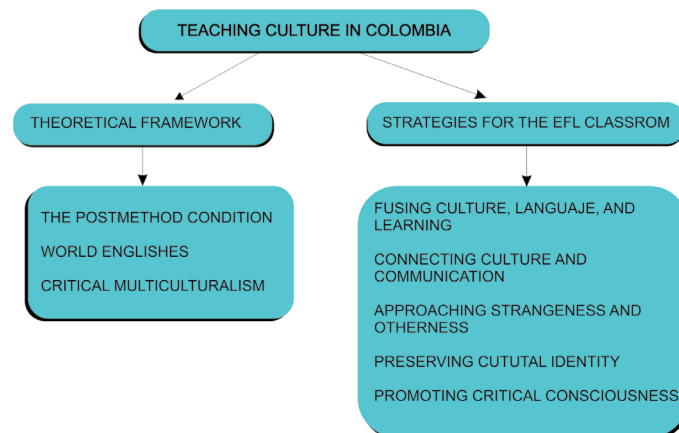 TEACHING CULTURE IN COLOMBIA
THEORETICAL FRAMEWORK
STRATEGIES FOR THE EFL CLASSROM
THE POSTMETHOD CONDITION
WORLD ENGLISHES
CRITICAL MULTICULTURALISM
FUSING CULTURE, LANGUAJE, AND
LEARNING
CONNECTING CULTURE AND
COMMUNICATION
APPROACHING STRANGENESS AND
OTHERNESS
PRESERVING CUTUTAL IDENTITY
PROMOTING CRITICAL CONSCIOUSNESS